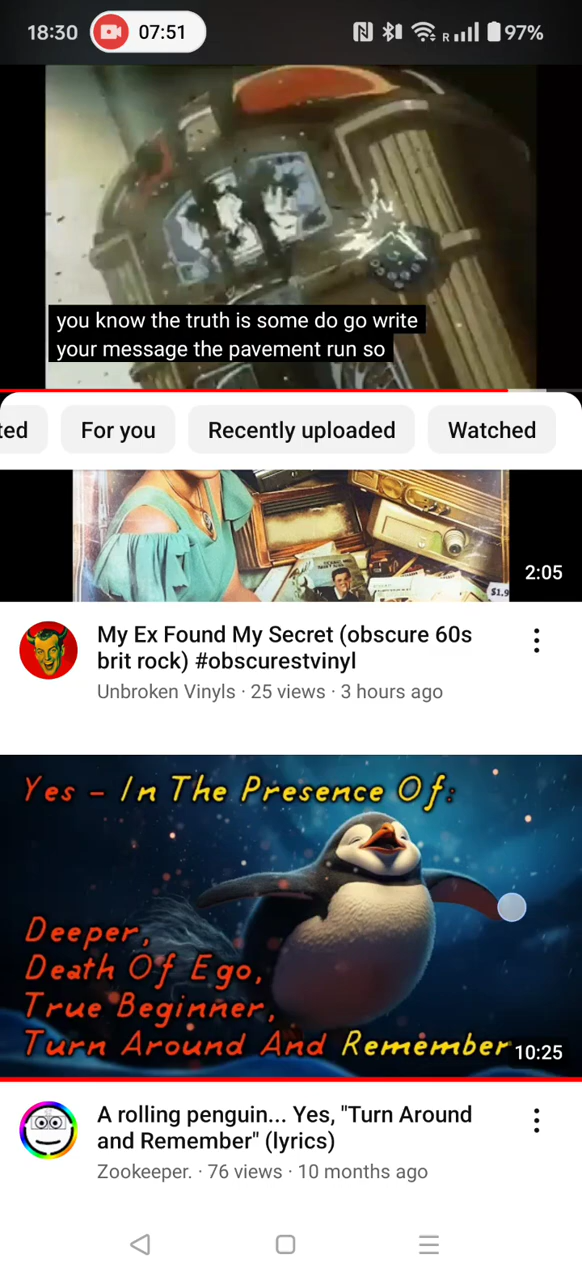 18:30
07:51
R
97%
you know the truth is some do go write
your message the pavement run so
ted
For you
Recently uploaded
Watched
$1.9
2:05
My Ex Found My Secret (obscure 60s
brit rock) #obscurestvinyl
Unbroken Vinyls · 25 views · 3 hours ago
Yes – In The Presence Of:
Deeper,
Death Of Ego,
True Beginner,
Turn Around And Remember
10:25
A rolling penguin... Yes, "Turn Around
and Remember" (lyrics)
Zookeeper. · 76 views · 10 months ago